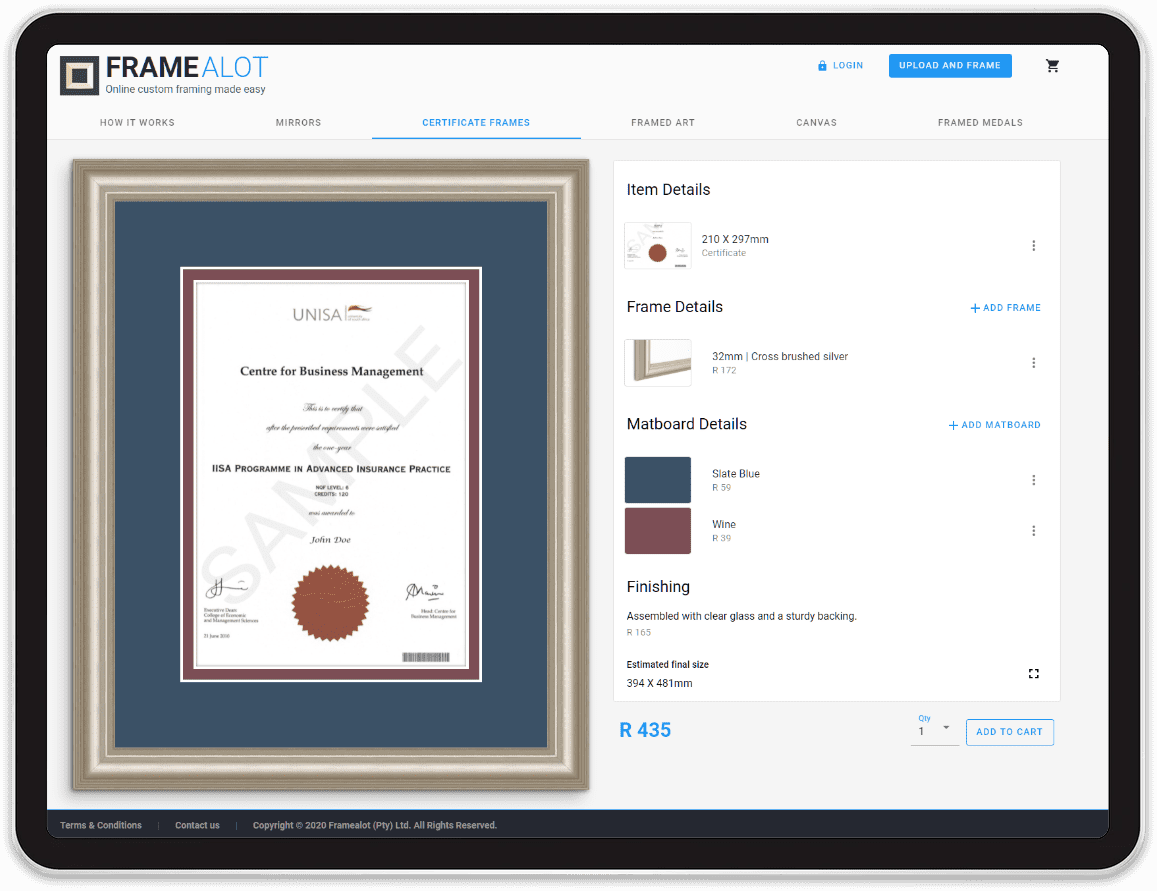 FRAMEALOT
Online custom framing made easy
LOGIN
UPLOAD AND FRAME
HOW IT WORKS
MIRRORS
CERTIFICATE FRAMES
FRAMED ART
CANVAS
FRAMED MEDALS
UNISA
SAMPLE
Centre for Business Management
This is to certify that
after the prescribed requirements were satisfied
the one-year
IISA PROGRAMME IN ADVANCED INSURANCE PRACTICE
NQF LEVEL: 6
CREDITS: 120
was awarded to
John Doe
Executive Dean
College of Economic
and Management Sciences
Head: Centre for
Business Management
21 June 2010
Item Details
210 X 297mm
Certificate
Frame Details
ADD FRAME
32mm | Cross brushed silver
R 172
Matboard Details
ADD MATBOARD
Slate Blue
R 59
Wine
R 39
Finishing
Assembled with clear glass and a sturdy backing.
R 165
Estimated final size
394 X 481mm
R 435
Qty
1
ADD TO CART
Terms & Conditions | Contact us | Copyright © 2020 Framealot (Pty) Ltd. All Rights Reserved.